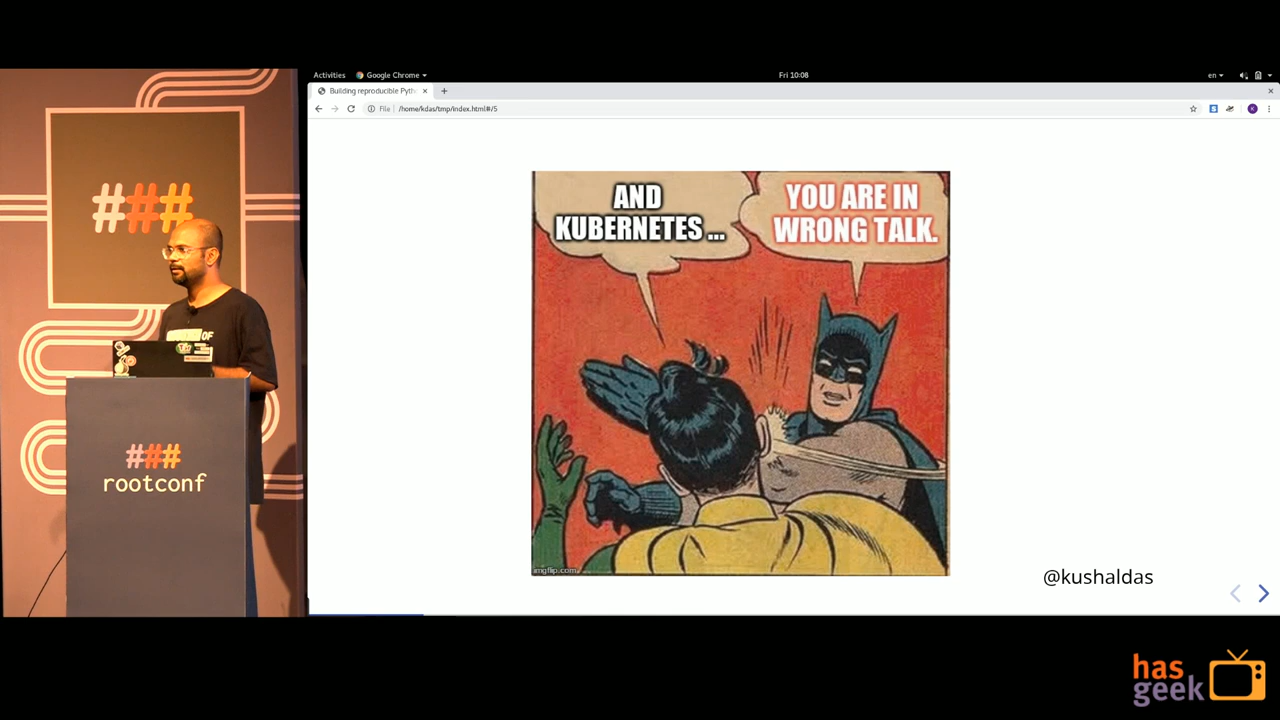 Activities
Google Chrome
Fri 10:08
en
Building reproducible Pyth
File
/home/kdas/tmp/index.html#/5
K
AND
KUBERNETES ...
YOU ARE IN
WRONG TALK.
imgflip.com
@kushaldas
###
OF
###
rootconf
has
geek